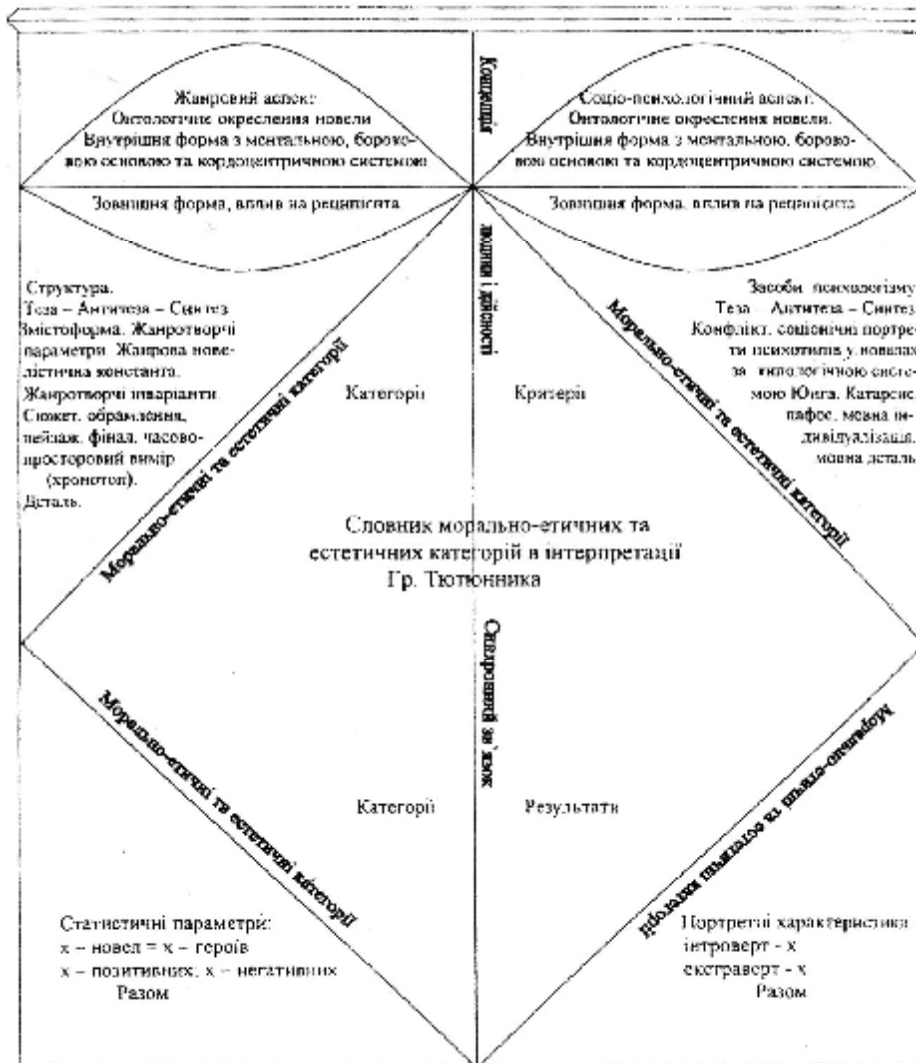 Концепція
Жанровий аспект.
Онтологічне окреслення новели
Внутрішня форма з ментальною, бороко-
вою основою та кордоцентричною системою
Соціо-психологічний аспект.
Онтологічне окреслення новели.
Внутрішня форма з ментальною, бороко-
вою основою та кордоцентричною системою
Зовнішня форма, вплив на реципієнта
Зовнішня форма, вплив на реципієнта
людини і дійсності
Структура.
Теза – Антитеза – Синтез
Змістоформа. Жанротворчі
параметри. Жанрова нове-
лістична константа.
Жанротворчі інваріанти.
Сюжет, обрамлення,
пейзаж, фінал, часово-
просторовий вимір
(хронотоп).
Деталь.
Морально-етичні та естетичні категорії
Категорії
Критерії
Морально-етичні та естетичні категорії
Засоби психологізму
Теза – Антитеза – Синтез
Конфлікт, соціонічні портре-
ти психотипів у новелах
за типологічною систе-
мою Юнга. Катарсис,
пафос, мовна ін-
дивідуалізація,
мовна деталь
Словник морально-етичних та
естетичних категорій в інтерпретації
Гр. Тютюнника
Морально-етичні та естетичні категорії
Синхронний зв'язок
Категорії
Результати
Морально-етичні та естетичні категорії
Статистичні параметри:
х – новел = х – героїв
х – позитивних, х – негативних
Разом
Портретні характеристики
інтроверт - х
екстраверт - х
Разом